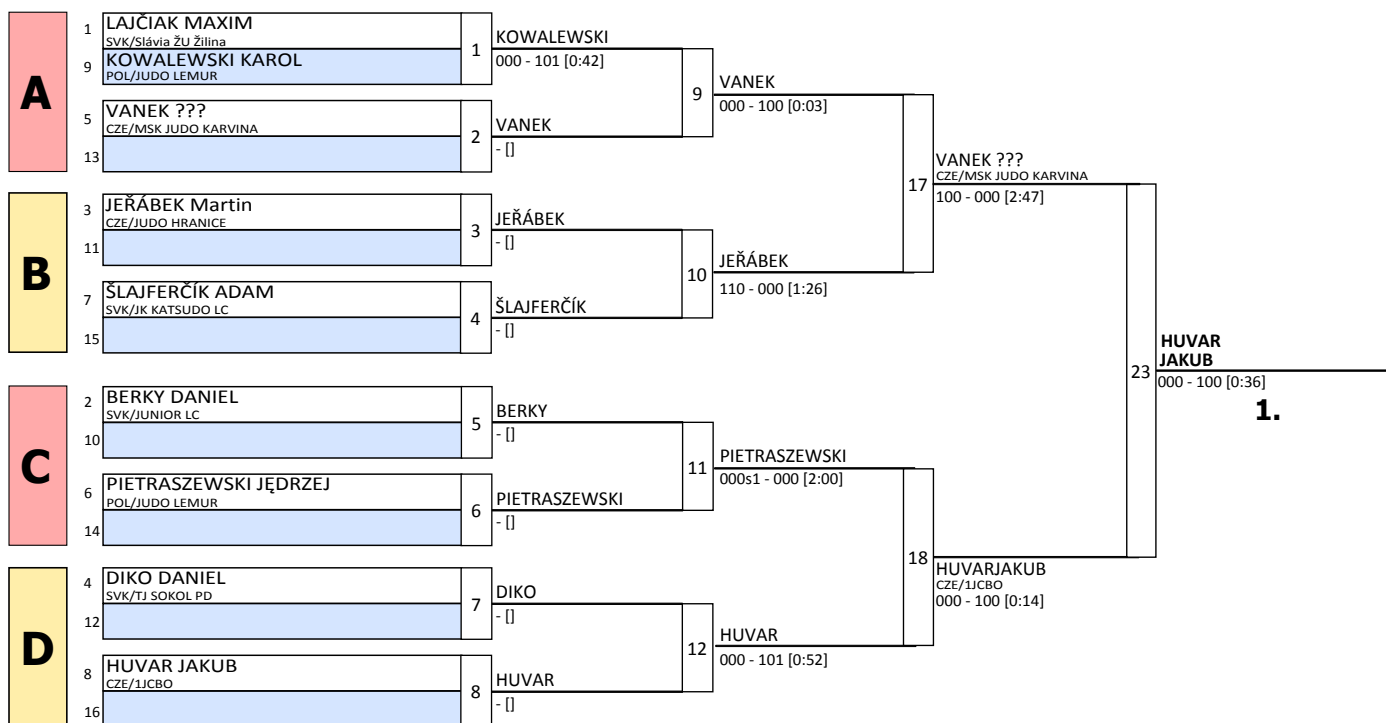 A
1
LAJČIAK MAXIM
SVK/Slávia ŽU Žilina
9
KOWALEWSKI KAROL
POL/JUDO LEMUR
1
KOWALEWSKI
000 - 101 [0:42]
5
VANEK ???
CZE/MSK JUDO KARVINA
13
2
VANEK
- []
9
VANEK
000 - 100 [0:03]
B
3
JEŘÁBEK Martin
CZE/JUDO HRANICE
11
3
JEŘÁBEK
- []
7
ŠLAJFERČÍK ADAM
SVK/JK KATSUDO LC
15
4
ŠLAJFERČÍK
- []
10
JEŘÁBEK
110 - 000 [1:26]
17
VANEK ???
CZE/MSK JUDO KARVINA
100 - 000 [2:47]
C
2
BERKY DANIEL
SVK/JUNIOR LC
10
5
BERKY
- []
6
PIETRASZEWSKI JĘDRZEJ
POL/JUDO LEMUR
14
6
PIETRASZEWSKI
- []
11
PIETRASZEWSKI
000s1 - 000 [2:00]
D
4
DIKO DANIEL
SVK/TJ SOKOL PD
12
7
DIKO
- []
8
HUVAR JAKUB
CZE/1JCBO
16
8
HUVAR
- []
12
HUVAR
000 - 101 [0:52]
18
HUVARJAKUB
CZE/1JCBO
000 - 100 [0:14]
23
HUVAR
JAKUB
000 - 100 [0:36]
1.